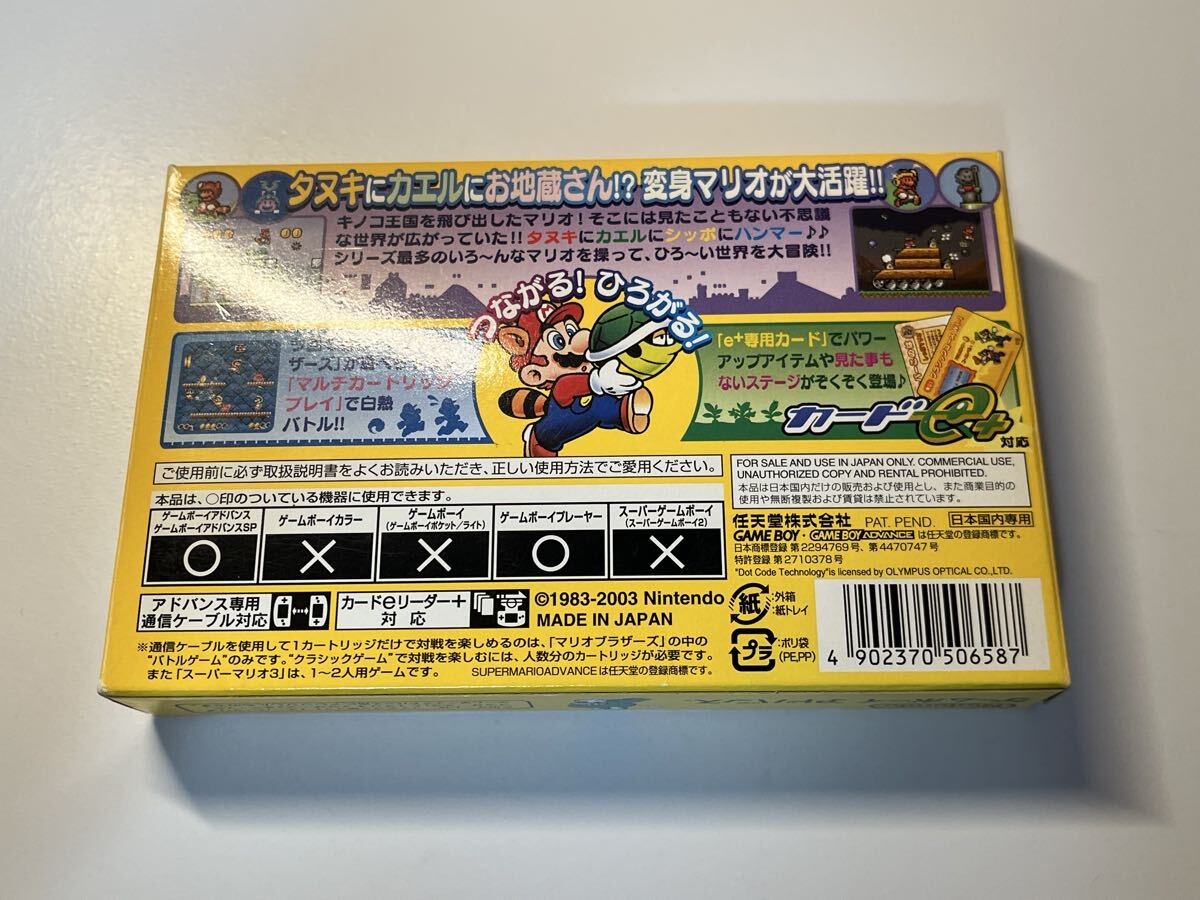 タヌキにカエルにお地蔵さん!? 変身マリオが大活躍!!
キノコ王国を飛び出したマリオ!そこには見たこともない不思議
な世界が広がっていた!!タヌキにカエルにシッポにハンマー♪♪
シリーズ最多のいろ〜んなマリオを操って、ひろ〜い世界を大冒険!!
つながる!ひろがる!
ザーズ」が
「マルチカートリッジ
プレイ」で白熱
バトル!!
「e+専用カード」でパワー
アップアイテムや見た事も
ないステージがぞくぞく登場♪
カードe+
対応
ご使用前に必ず取扱説明書をよくお読みいただき、正しい使用方法でご愛用ください。
本品は、○印のついている機器に使用できます。
ゲームボーイアドバンス
ゲームボーイアドバンスSP
ゲームボーイカラー
ゲームボーイ
(ゲームボーイポケット/ライト)
ゲームボーイプレーヤー
スーパーゲームボーイ
(スーパーゲームボーイ2)
○ × × ○ ×
FOR SALE AND USE IN JAPAN ONLY. COMMERCIAL USE,
UNAUTHORIZED COPY AND RENTAL PROHIBITED.
本品は日本国内だけの販売および使用とし、また商業目的の
使用や無断複製および賃貸は禁止されています。
任天堂株式会社 PAT. PEND. 日本国内専用
GAME BOY・GAME BOY ADVANCE は任天堂の登録商標です。
日本商標登録 第2294769号、第4470747号
特許登録 第2710378号
"Dot Code Technology"is licensed by OLYMPUS OPTICAL CO.,LTD.
アドバンス専用
通信ケーブル対応
カードeリーダー+
対応
©1983-2003 Nintendo
MADE IN JAPAN
紙
:外箱
:紙トレイ
プラ
:ポリ袋
(PE,PP)
4 902370 506587
※通信ケーブルを使用して1カートリッジだけで対戦を楽しめるのは、「マリオブラザーズ」の中の
"バトルゲーム"のみです。"クラシックゲーム"で対戦を楽しむには、人数分のカートリッジが必要です。
また「スーパーマリオ3」は、1〜2人用ゲームです。
SUPERMARIOADVANCEは任天堂の登録商標です。